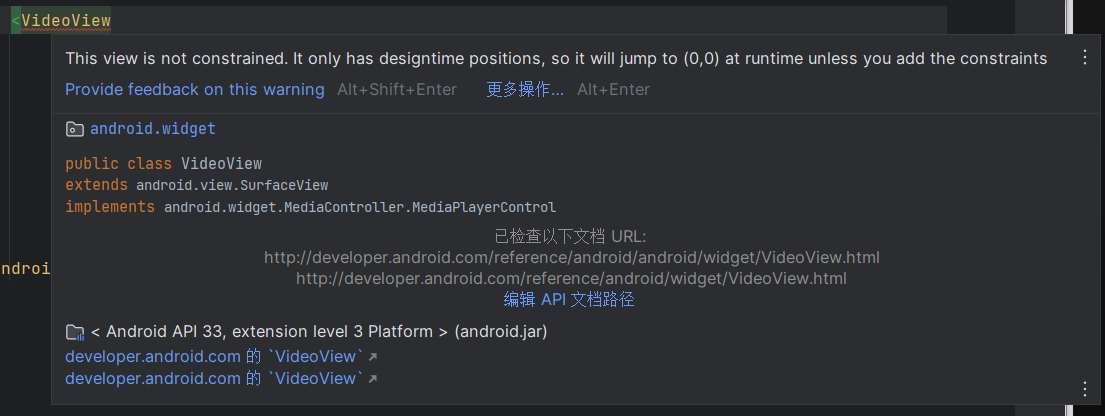 <VideoView
This view is not constrained. It only has designtime positions, so it will jump to (0,0) at runtime unless you add the constraints
Provide feedback on this warning Alt+Shift+Enter 更多操作... Alt+Enter
android.widget
public class VideoView
extends android.view.SurfaceView
implements android.widget.MediaController.MediaPlayerControl
已检查以下文档 URL:
http://developer.android.com/reference/android/android/widget/VideoView.html
http://developer.android.com/reference/android/widget/VideoView.html
ndroi
编辑 API 文档路径
< Android API 33, extension level 3 Platform > (android.jar)
developer.android.com 的 `VideoView` ↗
developer.android.com 的 `VideoView` ↗